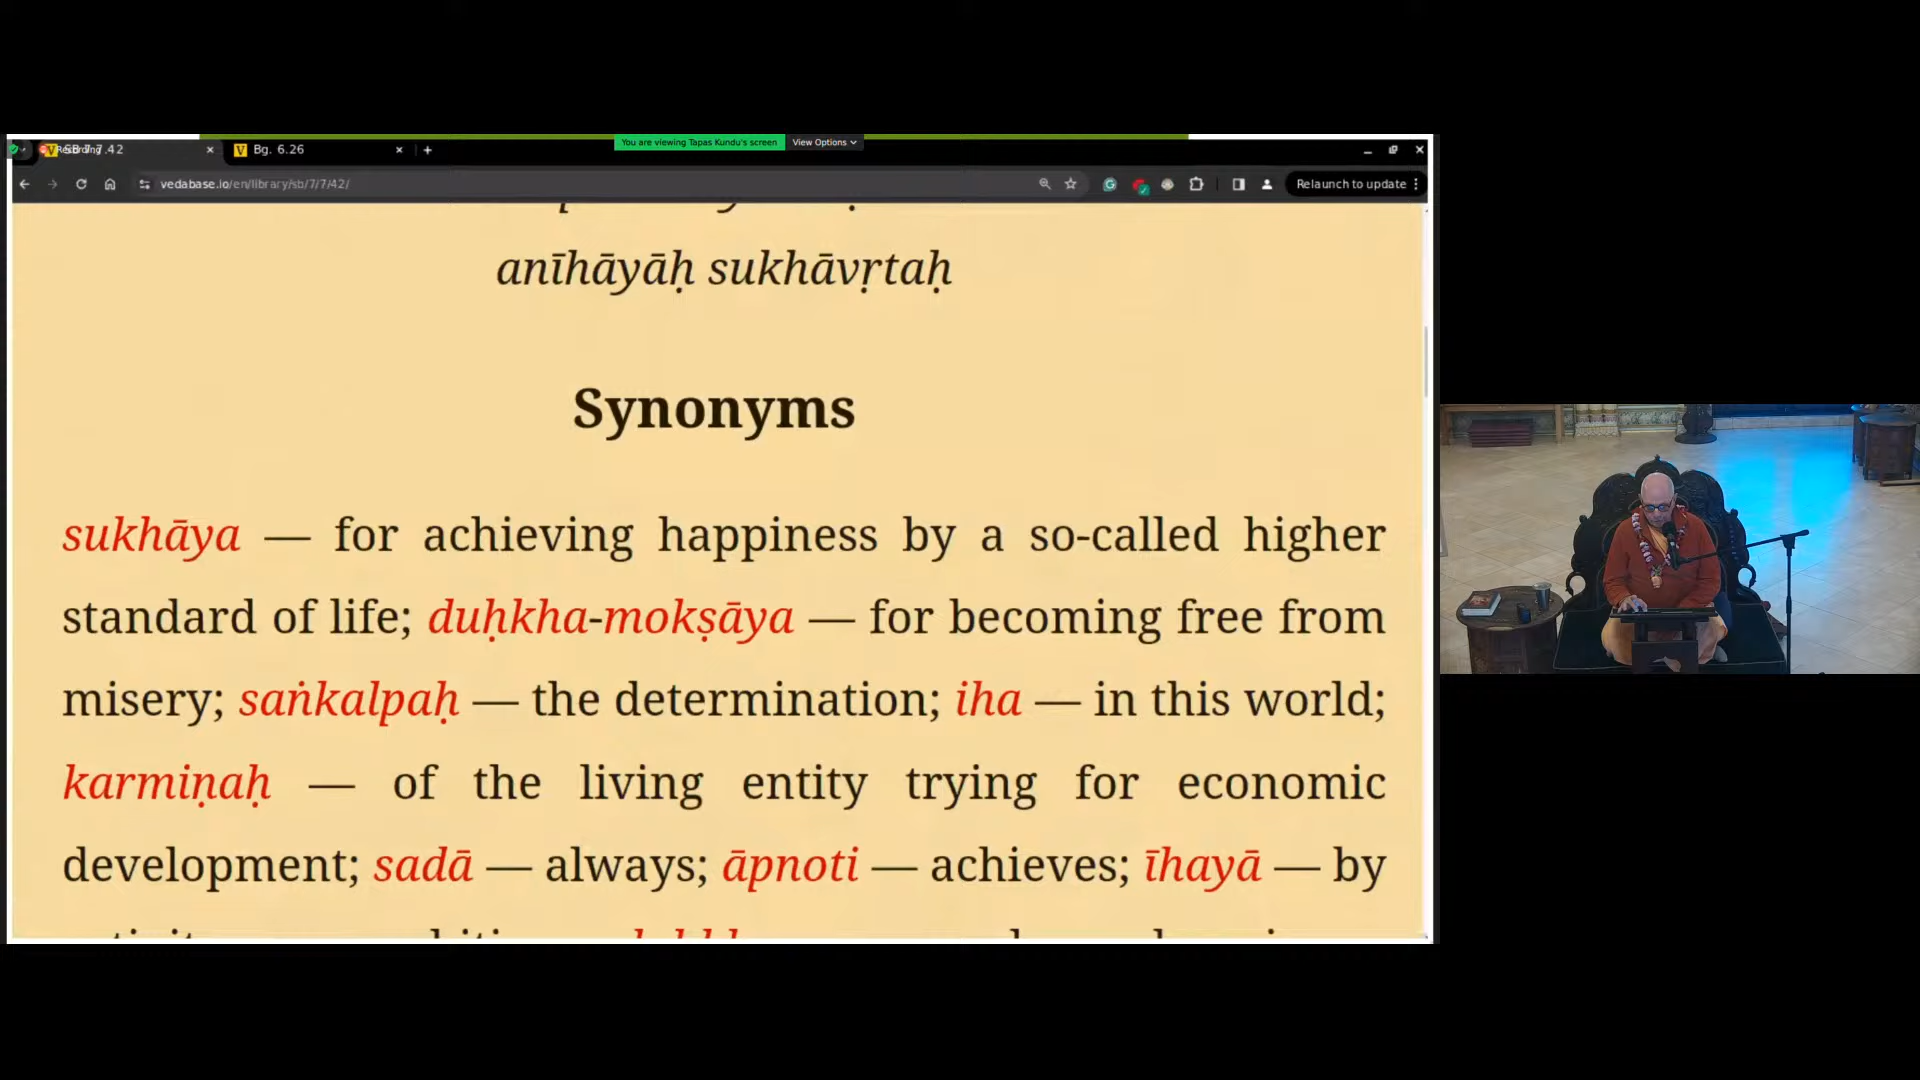 You are viewing Tapas Kundu's screen
View Options
Bg. 6.26
vedabase.io/en/library/sb/7/7/42/
Relaunch to update
anīhāyāḥ sukhāvṛtaḥ
Synonyms
sukhāya — for achieving happiness by a so-called higher
standard of life; duḥkha-mokṣāya — for becoming free from
misery; saṅkalpaḥ — the determination; iha — in this world;
karmiṇaḥ — of the living entity trying for economic
development; sadā — always; āpnoti — achieves; īhayā — by